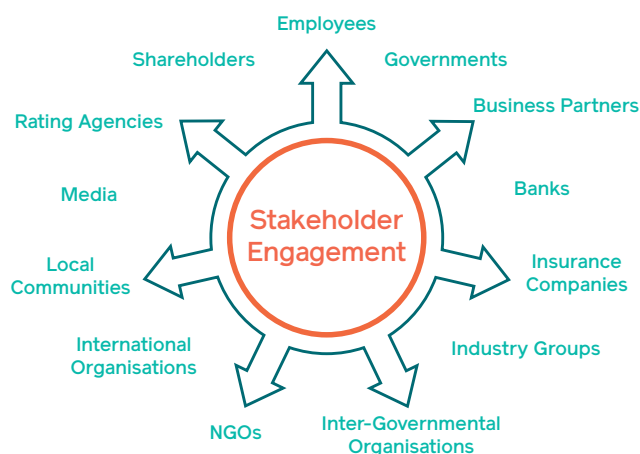 Employees
Shareholders
Governments
Rating Agencies
Business Partners
Media
Banks
Stakeholder
Engagement
Local
Communities
Insurance
Companies
International
Organisations
Industry Groups
NGOs
Inter-Governmental
Organisations